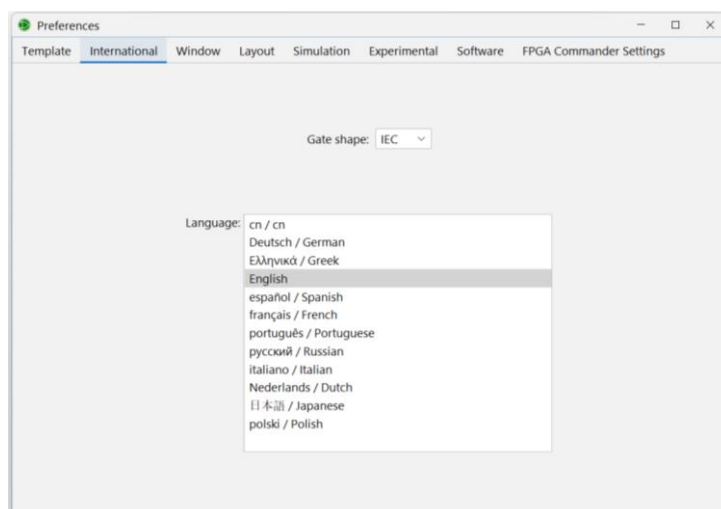 Preferences
Template International Window Layout Simulation Experimental Software FPGA Commander Settings
Gate shape: IEC
Language:
cn / cn
Deutsch / German
Ελληνικά / Greek
English
español / Spanish
français / French
português / Portuguese
русский / Russian
italiano / Italian
Nederlands / Dutch
日本語 / Japanese
polski / Polish